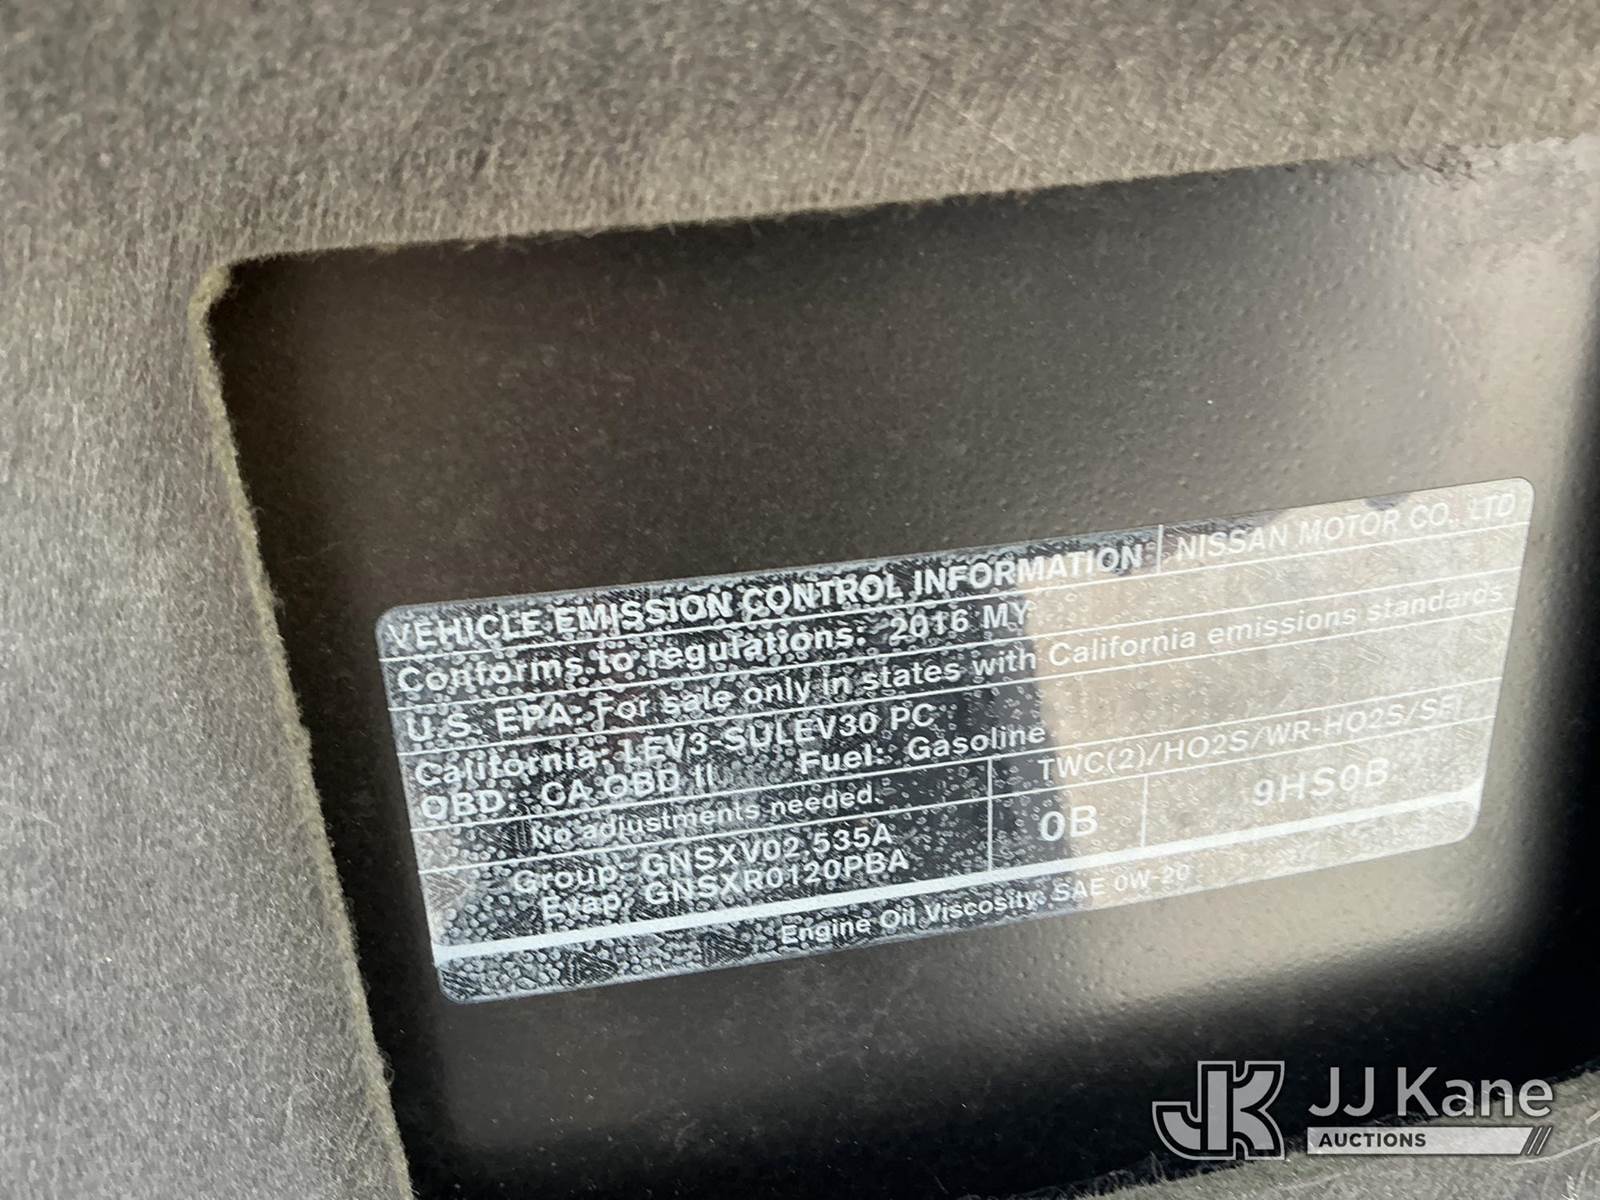 VEHICLE EMISSION CONTROL INFORMATION NISSAN MOTOR CO., LTD
Conforms to regulations: 2016 MY
U.S. EPA: For sale only in states with California emissions standards
California: LEV3-SULEV30 PC
OBD: CA OBD II Fuel: Gasoline
No adjustments needed. TWC(2)/HO2S/WR-HO2S/SFI
Group: GNSXV02.535A 0B 9HS0B
Evap: GNSXR0120PBA
Engine Oil Viscosity: SAE 0W-20
JK JJ Kane
AUCTIONS